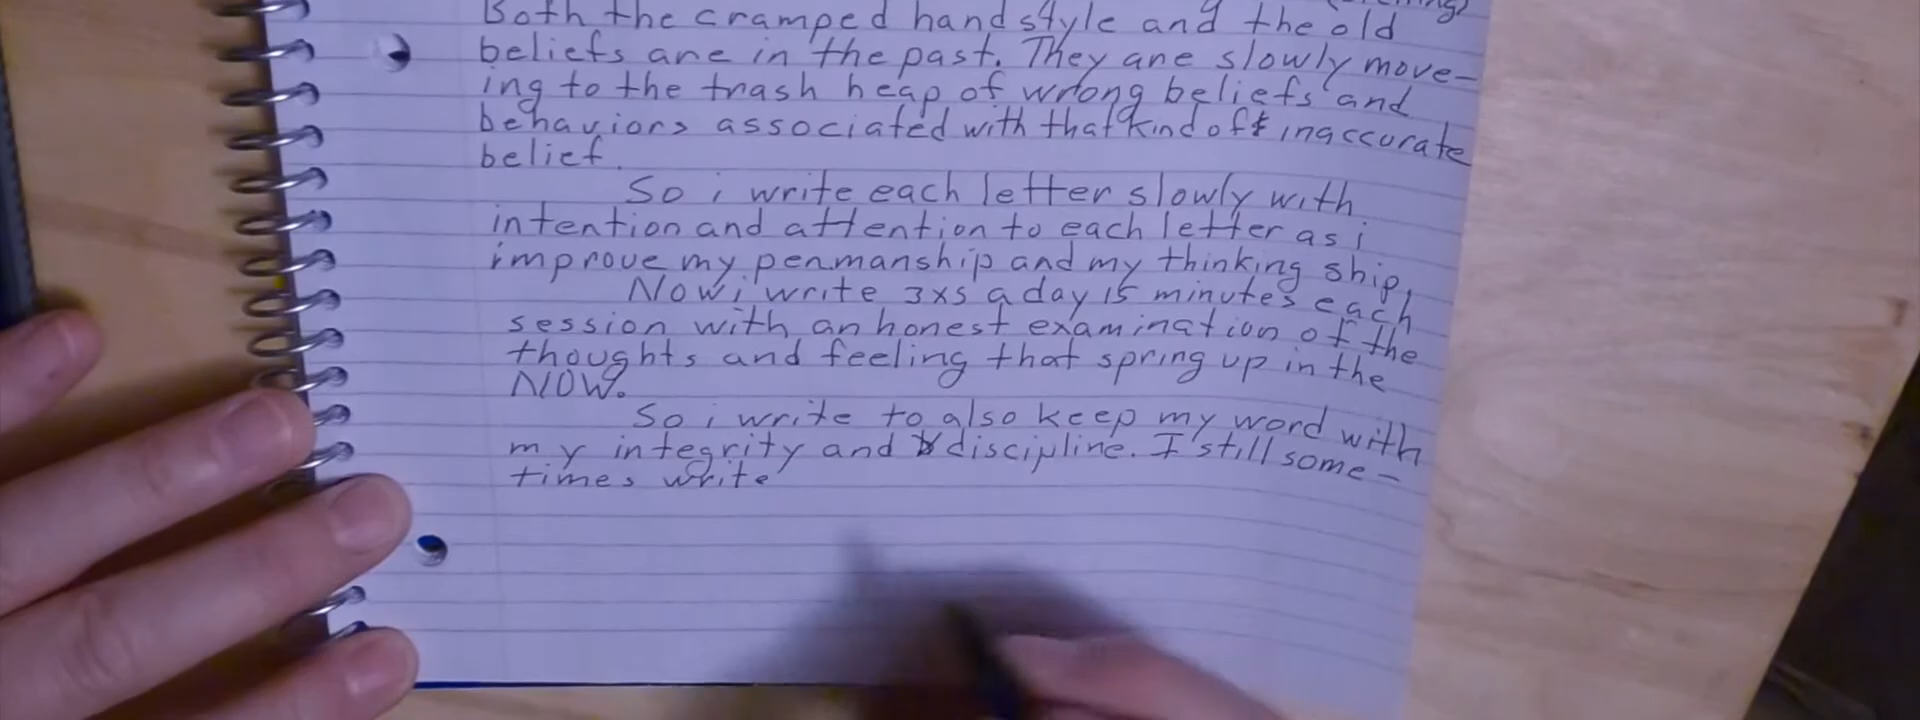 Both the cramped hand style and the old
beliefs are in the past. They are slowly move-
ing to the trash heap of wrong beliefs and
behaviors associated with that kind of inaccurate
belief.
So i write each letter slowly with
intention and attention to each letter as i
improve my penmanship and my thinking ship.
Now i write 3xs a day 15 minutes each
session with an honest examination of the
thoughts and feeling that spring up in the
NOW.
So i write to also keep my word with
my integrity and discipline. I still some-
times write